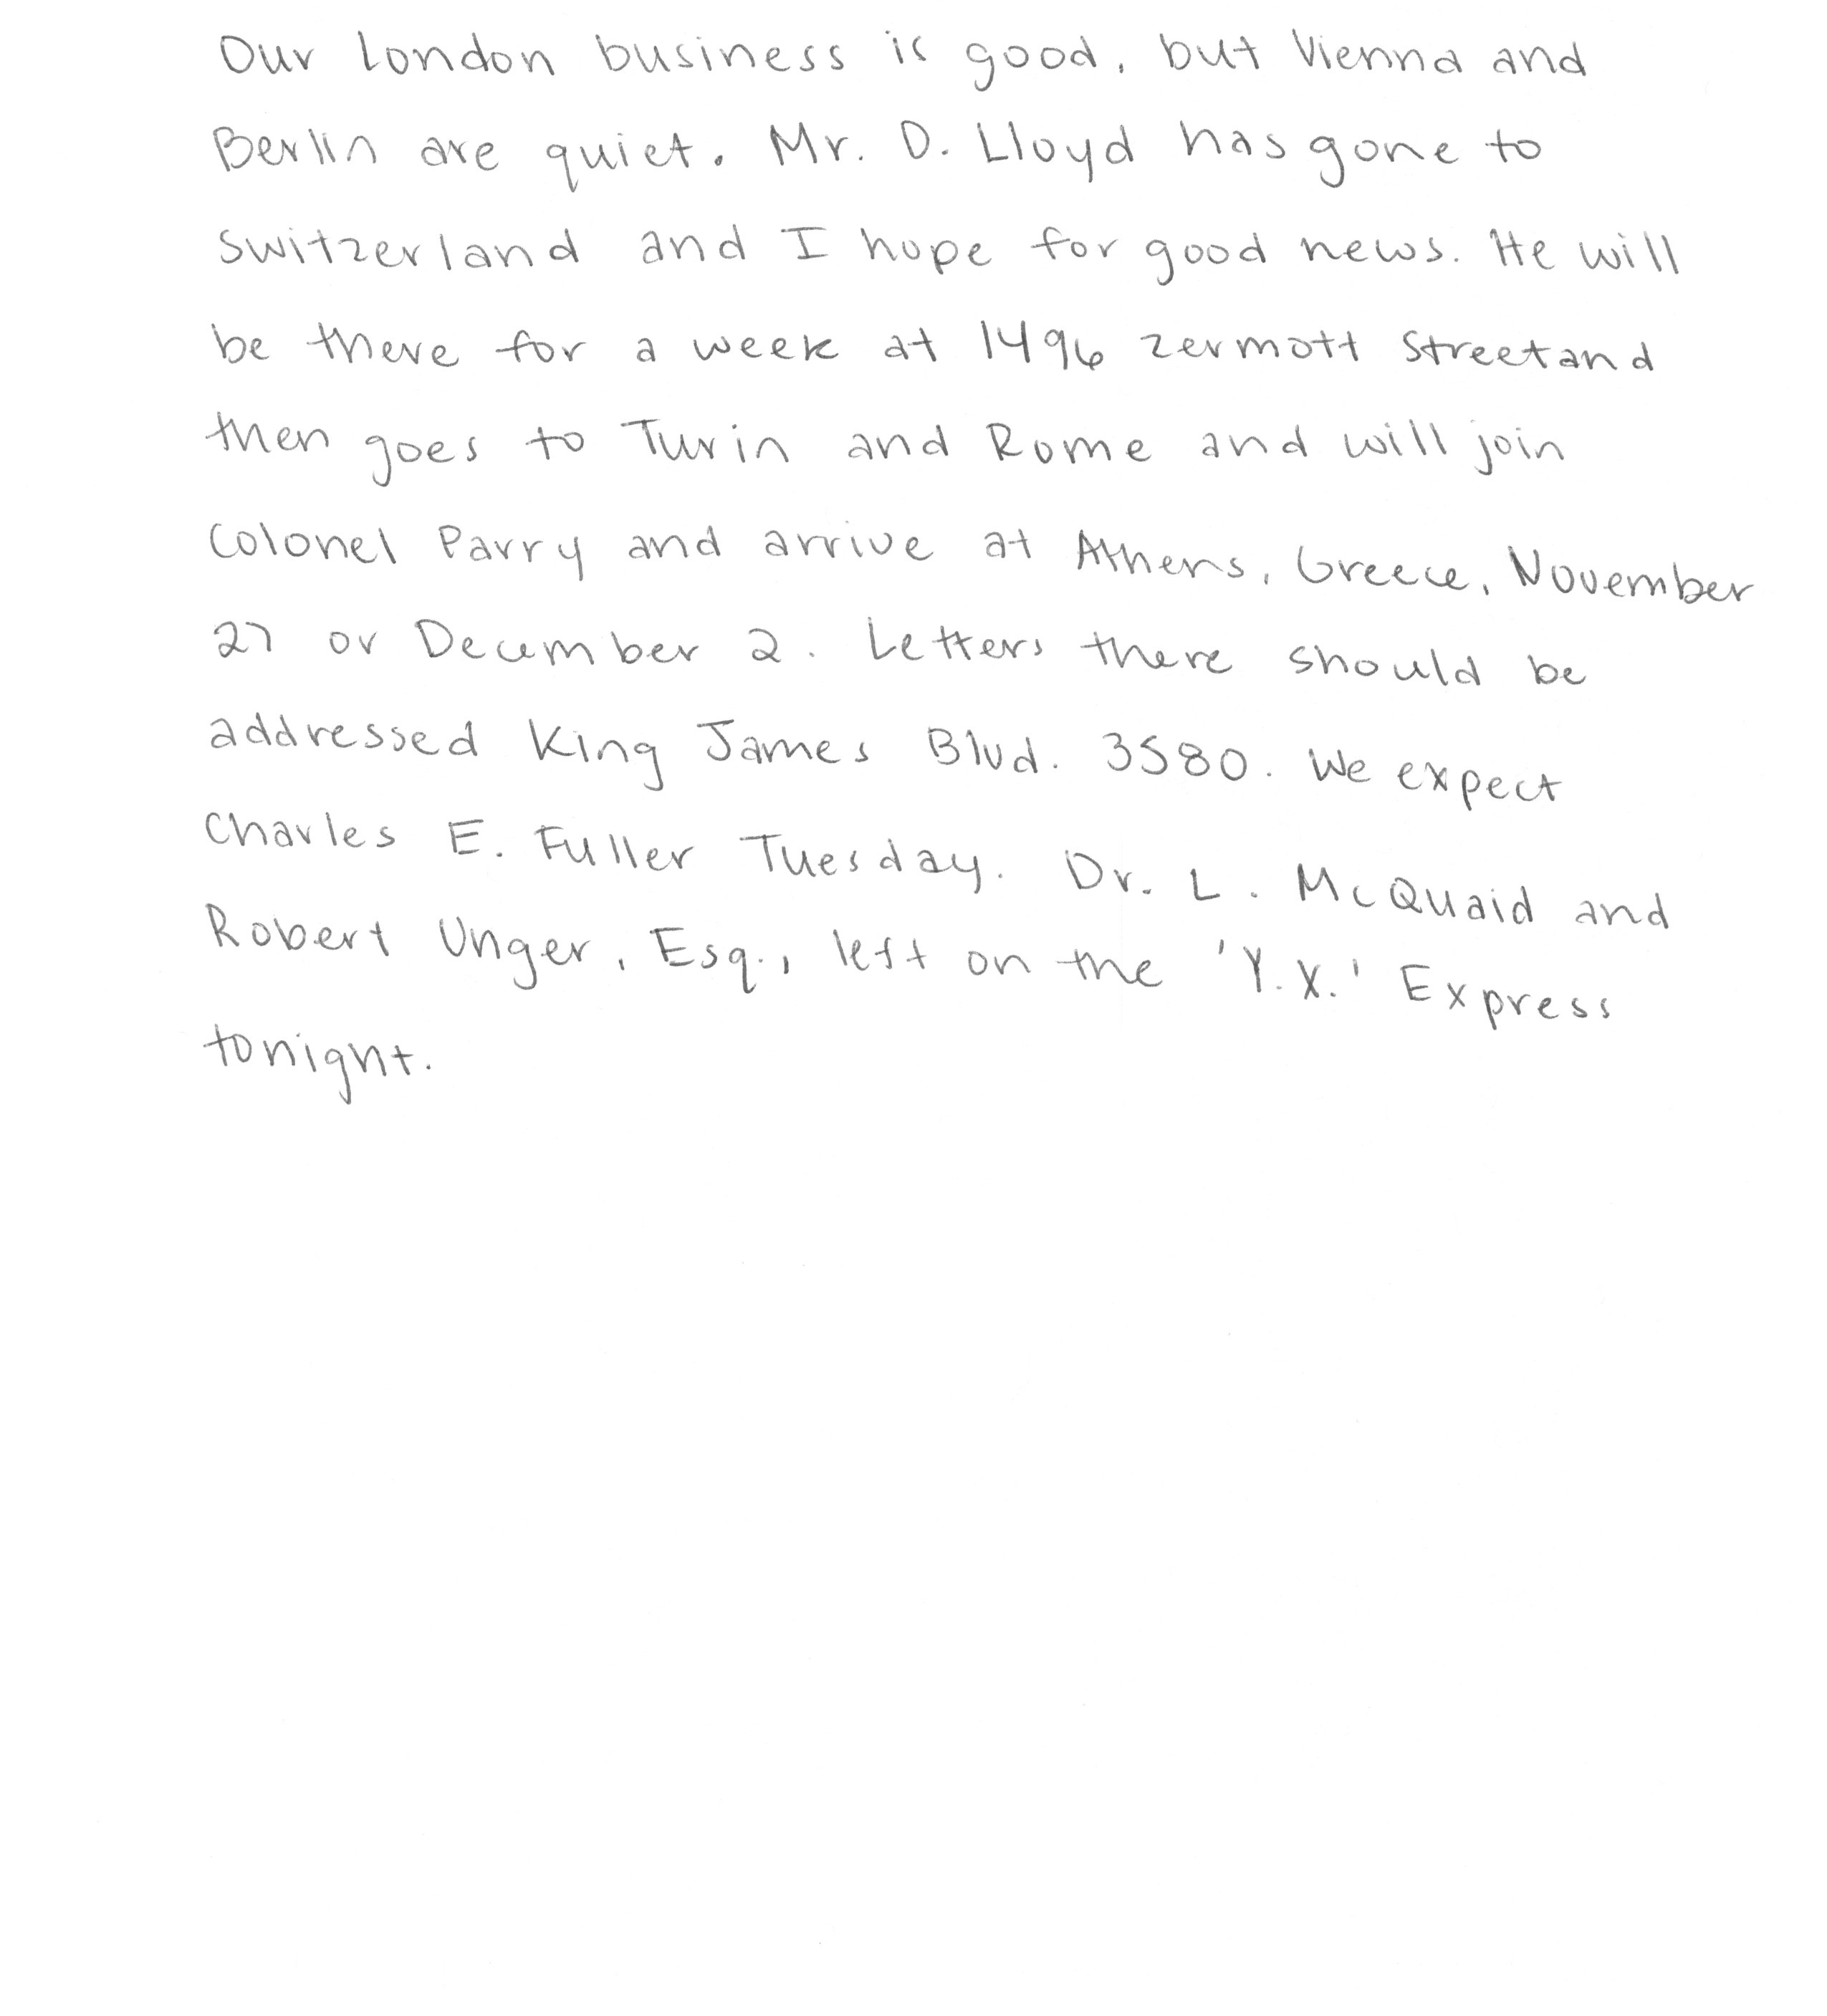 Our London business is good, but Vienna and
Berlin are quiet. Mr. D. Lloyd has gone to
Switzerland and I hope for good news. He will
be there for a week at 1496 Zermott Street and
then goes to Turin and Rome and will join
Colonel Parry and arrive at Athens, Greece, November
27 or December 2. Letters there should be
addressed King James Blvd. 3580. We expect
Charles E. Fuller Tuesday. Dr. L. McQuaid and
Robert Unger, Esq., left on the 'Y.X.' Express
tonight.